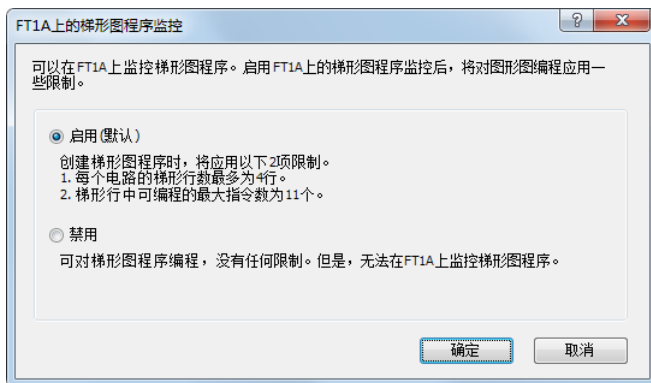 FT1A上的梯形图程序监控
可以在FT1A上监控梯形图程序。启用FT1A上的梯形图程序监控后，将对图形图编程应用一
些限制。
启用(默认)
创建梯形图程序时，将应用以下2项限制。
1. 每个电路的梯形行数最多为4行。
2. 梯形行中可编程的最大指令数为11个。
禁用
可对梯形图程序编程，没有任何限制。但是，无法在FT1A上监控梯形图程序。
确定
取消